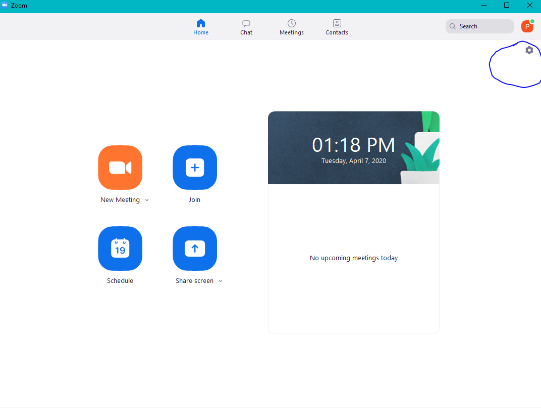 Zoom
Home
Chat
Meetings
Contacts
Search
P
01:18 PM
Tuesday, April 7, 2020
New Meeting
Join
19
Schedule
Share screen
No upcoming meetings today